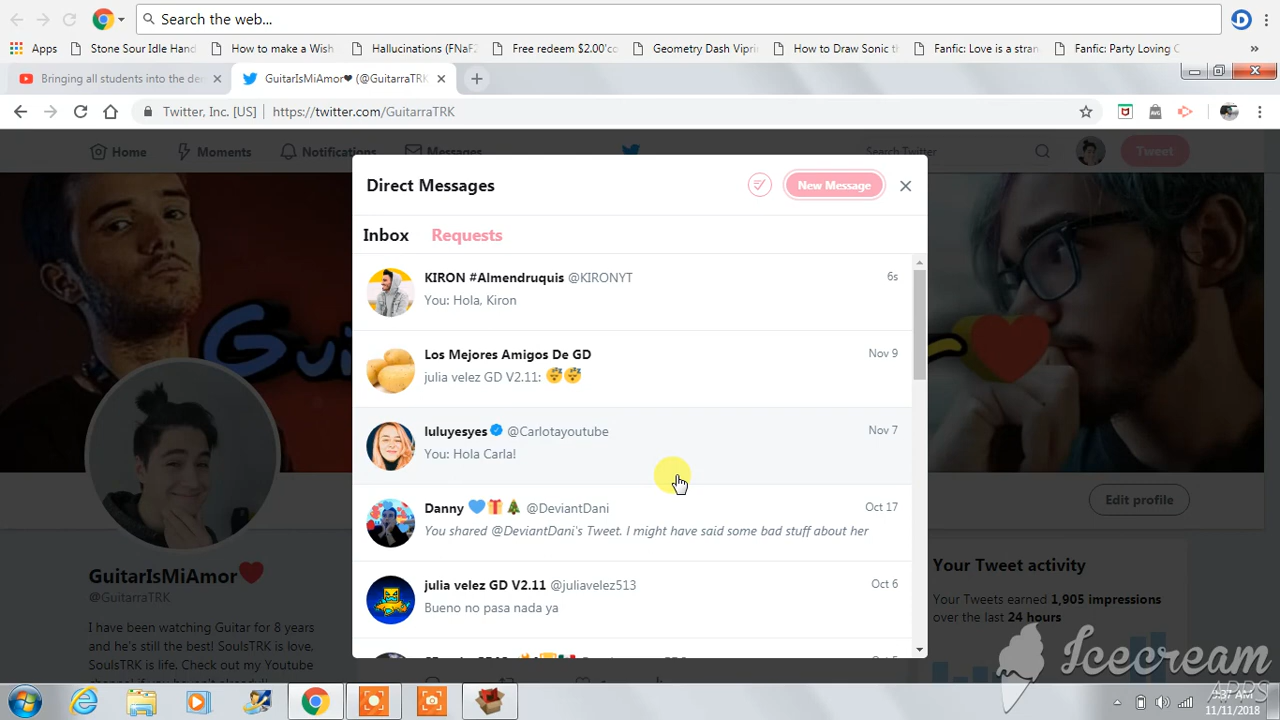 Search the web...
Apps Stone Sour Idle Hand How to make a Wish Hallucinations (FNaF Free redeem $2.00'co Geometry Dash Vipri How to Draw Sonic th Fanfic: Love is a stran Fanfic: Party Loving C »
Bringing all students into the de GuitarIsMiAmor❤ (@GuitarraTRK
Twitter, Inc. [US] https://twitter.com/GuitarraTRK
Home Moments Notifications Messages Search Twitter Tweet
Direct Messages New Message
Inbox Requests
KIRON #Almendruquis @KIRONYT 6s
You: Hola, Kiron
Los Mejores Amigos De GD Nov 9
julia velez GD V2.11: 😴😴
luluyesyes @Carlotayoutube Nov 7
You: Hola Carla!
Danny 💙🎁🎄 @DeviantDani Oct 17
You shared @DeviantDani's Tweet. I might have said some bad stuff about her
julia velez GD V2.11 @juliavelez513 Oct 6
Bueno no pasa nada ya
Edit profile
GuitarIsMiAmor❤
@GuitarraTRK
I have been watching Guitar for 8 years
and he's still the best! SoulsTRK is love,
SoulsTRK is life. Check out my Youtube
Your Tweet activity
Your Tweets earned 1,905 impressions
over the last 24 hours
Icecream
APPS
9:37 AM
11/11/2018